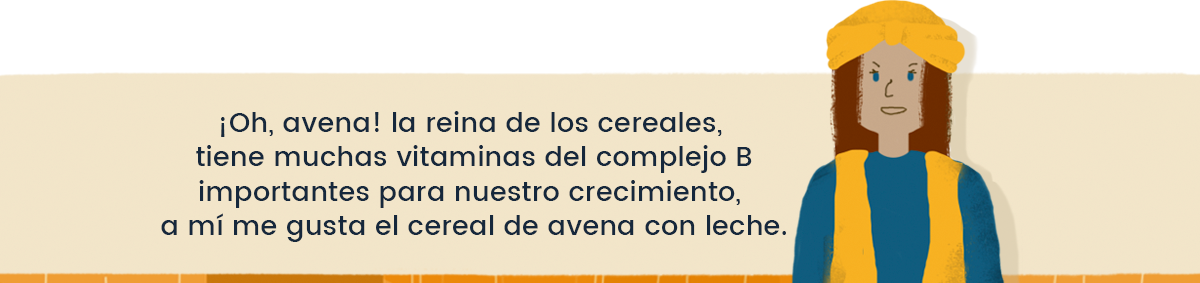 ¡Oh, avena! la reina de los cereales,
tiene muchas vitaminas del complejo B
importantes para nuestro crecimiento,
a mí me gusta el cereal de avena con leche.